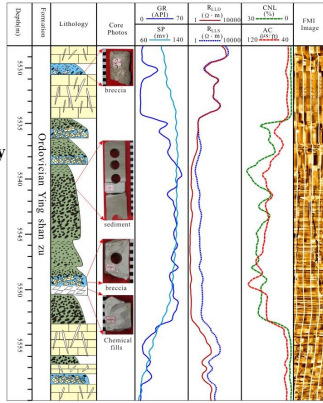 Depth(m)
Formation
Lithology
Core
Photos
GR
(API)
0 70
SP
(mv)
60 140
RLLD
(Ω·m)
1 10000
RLLS
(Ω·m)
1 10000
CNL
(%)
30 0
AC
(μs/ft)
120 40
FMI
Image
5530
5535
5540
5545
5550
5555
Ordovician Ying shan zu
breccia
sediment
breccia
Chemical
fills
y